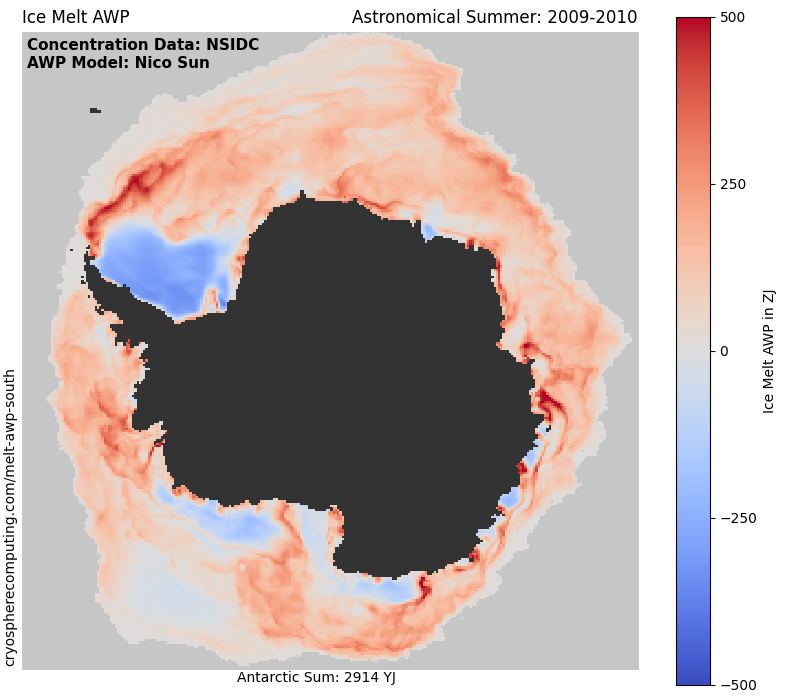 Ice Melt AWP
Astronomical Summer: 2009-2010
Concentration Data: NSIDC
AWP Model: Nico Sun
500
250
0
−250
−500
Ice Melt AWP in ZJ
cryospherecomputing.com/melt-awp-south
Antarctic Sum: 2914 YJ